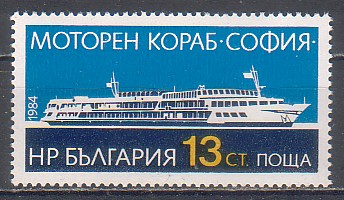 МОТОРЕН КОРАБ·СОФИЯ·
1984
НР БЪЛГАРИЯ 13 СТ. ПОЩА